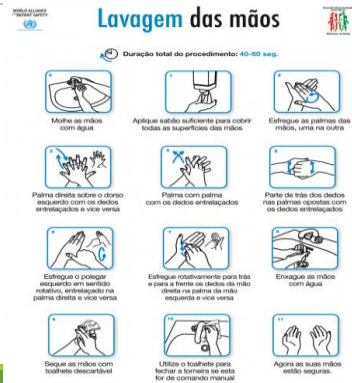 WORLD ALLIANCE
for PATIENT SAFETY
Lavagem das mãos
Duração total do procedimento: 40-60 seg.
Molhe as mãos
com água
Aplique sabão suficiente para cobrir
todas as superfícies das mãos
Esfregue as palmas das
mãos, uma na outra
Palma direita sobre o dorso
esquerdo com os dedos
entrelaçados e vice versa
Palma com palma
com os dedos entrelaçados
Parte de trás dos dedos
nas palmas opostas com
os dedos entrelaçados
Esfregue o polegar
esquerdo em sentido
rotativo, entrelaçado na
palma direita e vice versa
Esfregue rotativamente para trás
e para a frente os dedos da mão
direita na palma da mão
esquerda e vice versa
Enxague as mãos
com água
Seque as mãos com
toalhete descartável
Utilize o toalhete para
fechar a torneira se esta
for de comando manual
Agora as suas mãos
estão seguras.